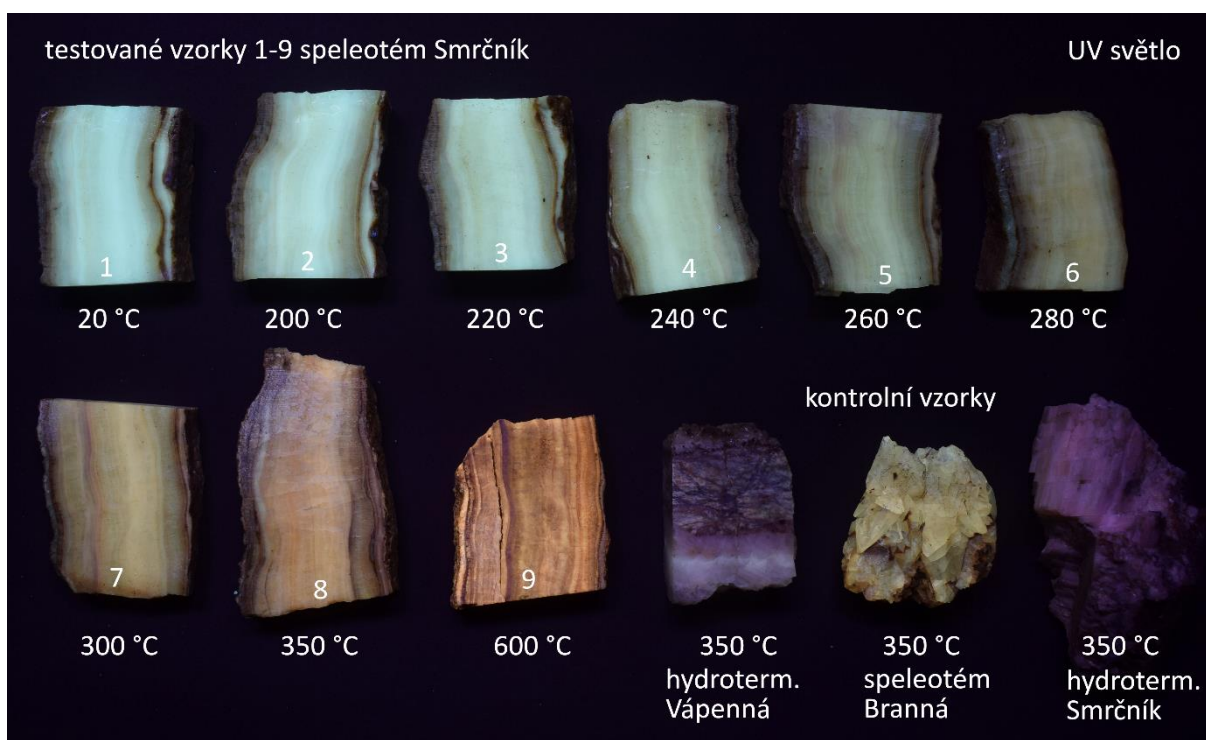 testované vzorky 1-9 speleotém Smrčník
UV světlo
1
2
3
4
5
6
20 °C
200 °C
220 °C
240 °C
260 °C
280 °C
kontrolní vzorky
7
8
9
300 °C
350 °C
600 °C
350 °C
hydroterm.
Vápenná
350 °C
speleotém
Branná
350 °C
hydroterm.
Smrčník